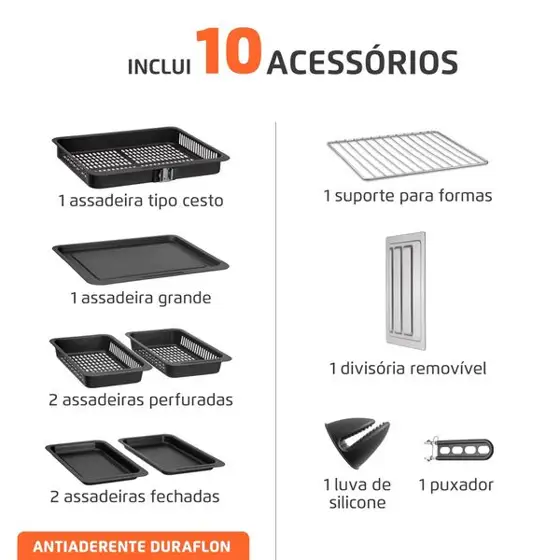 INCLUI 10 ACESSÓRIOS
1 assadeira tipo cesto
1 assadeira grande
2 assadeiras perfuradas
2 assadeiras fechadas
1 suporte para formas
1 divisória removível
1 luva de
silicone
1 puxador
ANTIADERENTE DURAFLON